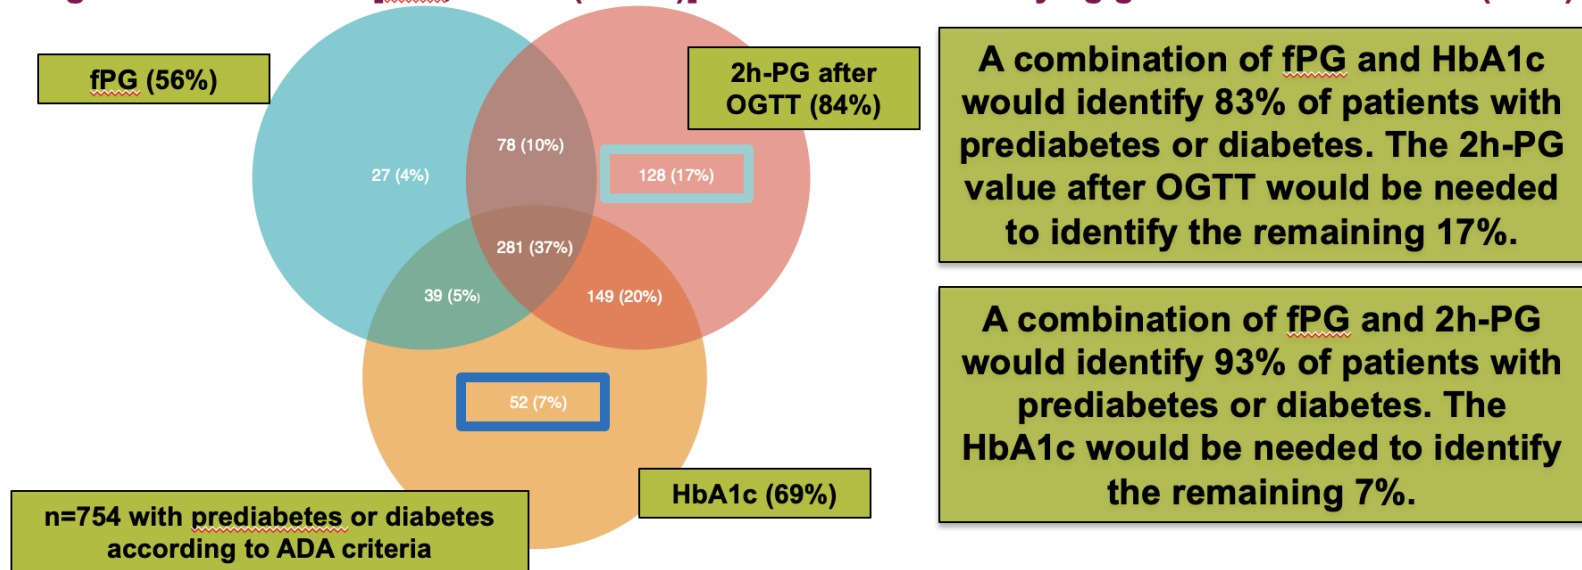 fPG (56%)
2h-PG after
OGTT (84%)
78 (10%)
27 (4%)
128 (17%)
281 (37%)
39 (5%)
149 (20%)
52 (7%)
HbA1c (69%)
n=754 with prediabetes or diabetes
according to ADA criteria
A combination of fPG and HbA1c
would identify 83% of patients with
prediabetes or diabetes. The 2h-PG
value after OGTT would be needed
to identify the remaining 17%.
A combination of fPG and 2h-PG
would identify 93% of patients with
prediabetes or diabetes. The
HbA1c would be needed to identify
the remaining 7%.